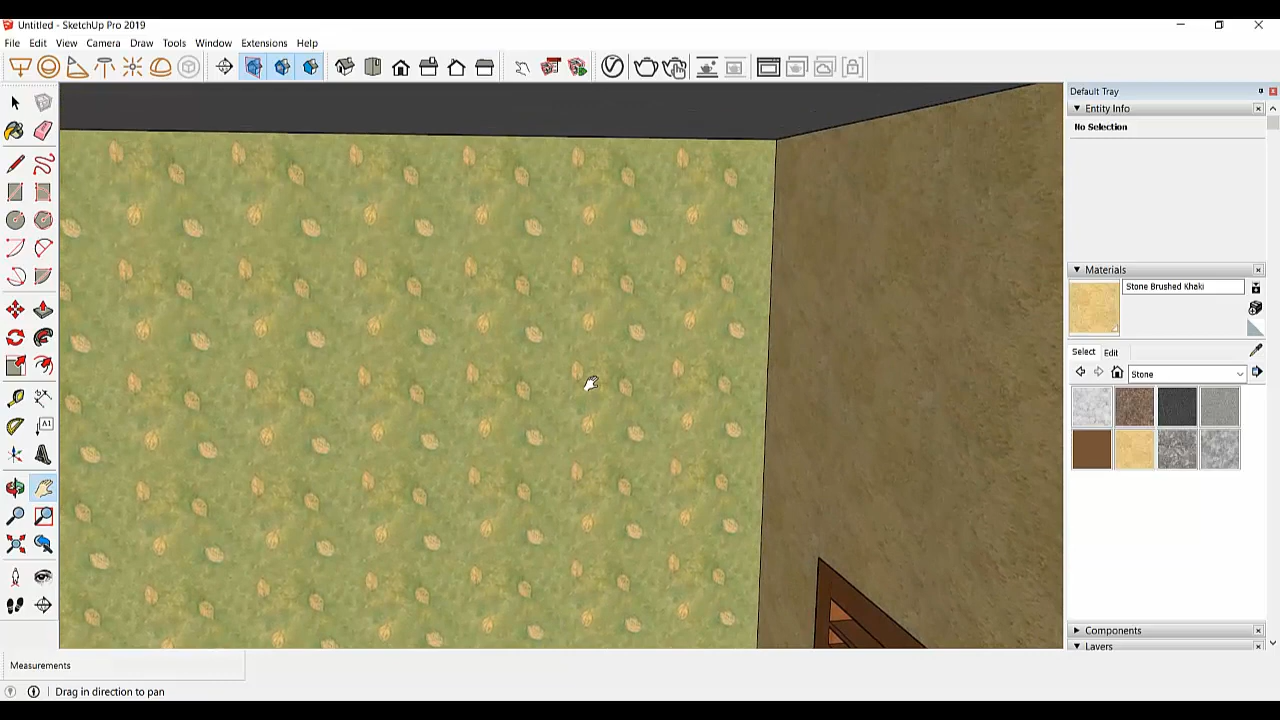 Untitled - SketchUp Pro 2019
File Edit View Camera Draw Tools Window Extensions Help
Default Tray
Entity Info
No Selection
Materials
Stone Brushed Khaki
Select Edit
Stone
A1
Components
Layers
Measurements
Drag in direction to pan